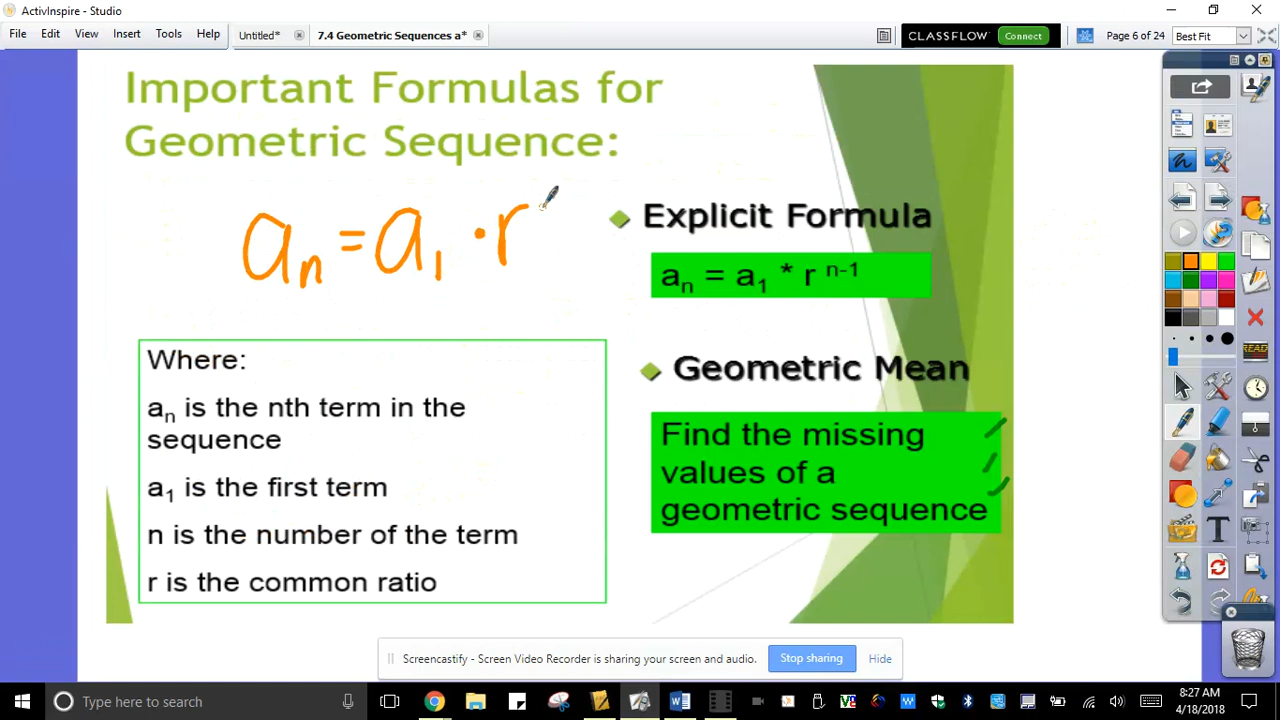 ActivInspire - Studio
File Edit View Insert Tools Help
Untitled*
7.4 Geometric Sequences a*
CLASSFLOW Connect
Page 6 of 24
Best Fit
Important Formulas for
Geometric Sequence:
aₙ = a₁ · r
Explicit Formula
aₙ = a₁ * r ⁿ⁻¹
Where:
aₙ is the nth term in the
sequence
a₁ is the first term
n is the number of the term
r is the common ratio
Geometric Mean
Find the missing
values of a
geometric sequence
READ
Screencastify - Screen Video Recorder is sharing your screen and audio.
Stop sharing
Hide
Type here to search
8:27 AM
4/18/2018